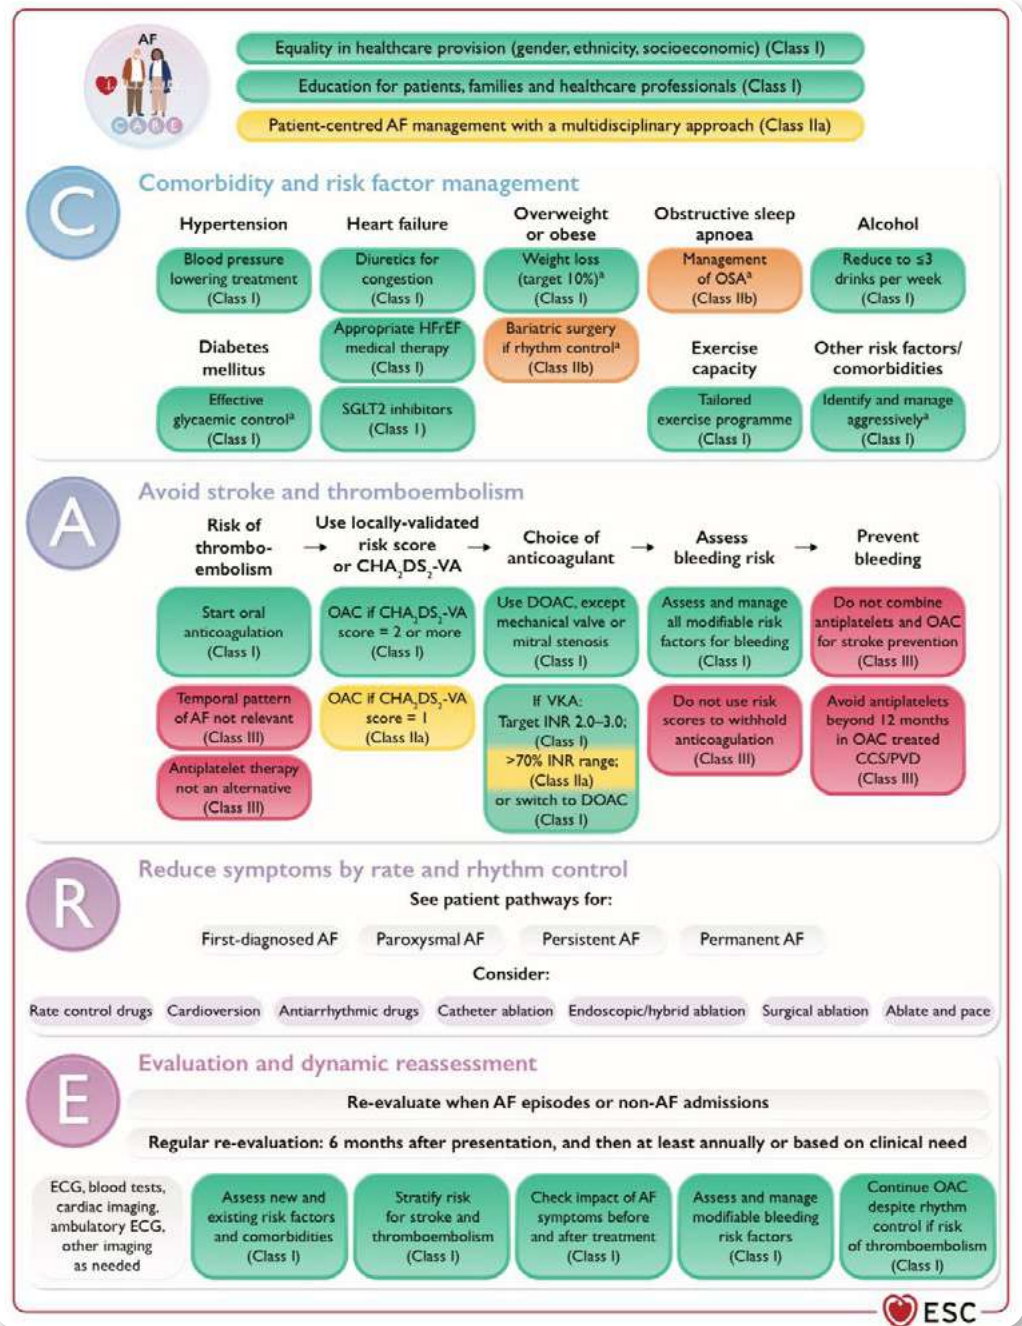 AF
CARE
Equality in healthcare provision (gender, ethnicity, socioeconomic) (Class I)
Education for patients, families and healthcare professionals (Class I)
Patient-centred AF management with a multidisciplinary approach (Class IIa)
C
Comorbidity and risk factor management
Hypertension
Blood pressure
lowering treatment
(Class I)
Diabetes
mellitus
Effective
glycaemic controlᵃ
(Class I)
Heart failure
Diuretics for
congestion
(Class I)
Appropriate HFrEF
medical therapy
(Class I)
SGLT2 inhibitors
(Class I)
Overweight
or obese
Weight loss
(target 10%)ᵃ
(Class I)
Bariatric surgery
if rhythm controlᵃ
(Class IIb)
Obstructive sleep
apnoea
Management
of OSAᵃ
(Class IIb)
Exercise
capacity
Tailored
exercise programme
(Class I)
Alcohol
Reduce to ≤3
drinks per week
(Class I)
Other risk factors/
comorbidities
Identify and manage
aggressivelyᵃ
(Class I)
A
Avoid stroke and thromboembolism
Risk of
thrombo-
embolism
→
Use locally-validated
risk score
or CHA₂DS₂-VA
→
Choice of
anticoagulant
→
Assess
bleeding risk
→
Prevent
bleeding
Start oral
anticoagulation
(Class I)
Temporal pattern
of AF not relevant
(Class III)
Antiplatelet therapy
not an alternative
(Class III)
OAC if CHA₂DS₂-VA
score = 2 or more
(Class I)
OAC if CHA₂DS₂-VA
score = 1
(Class IIa)
Use DOAC, except
mechanical valve or
mitral stenosis
(Class I)
If VKA:
Target INR 2.0–3.0;
(Class I)
>70% INR range;
(Class IIa)
or switch to DOAC
(Class I)
Assess and manage
all modifiable risk
factors for bleeding
(Class I)
Do not use risk
scores to withhold
anticoagulation
(Class III)
Do not combine
antiplatelets and OAC
for stroke prevention
(Class III)
Avoid antiplatelets
beyond 12 months
in OAC treated
CCS/PVD
(Class III)
R
Reduce symptoms by rate and rhythm control
See patient pathways for:
First-diagnosed AF
Paroxysmal AF
Persistent AF
Permanent AF
Consider:
Rate control drugs
Cardioversion
Antiarrhythmic drugs
Catheter ablation
Endoscopic/hybrid ablation
Surgical ablation
Ablate and pace
E
Evaluation and dynamic reassessment
Re-evaluate when AF episodes or non-AF admissions
Regular re-evaluation: 6 months after presentation, and then at least annually or based on clinical need
ECG, blood tests,
cardiac imaging,
ambulatory ECG,
other imaging
as needed
Assess new and
existing risk factors
and comorbidities
(Class I)
Stratify risk
for stroke and
thromboembolism
(Class I)
Check impact of AF
symptoms before
and after treatment
(Class I)
Assess and manage
modifiable bleeding
risk factors
(Class I)
Continue OAC
despite rhythm
control if risk
of thromboembolism
(Class I)
ESC